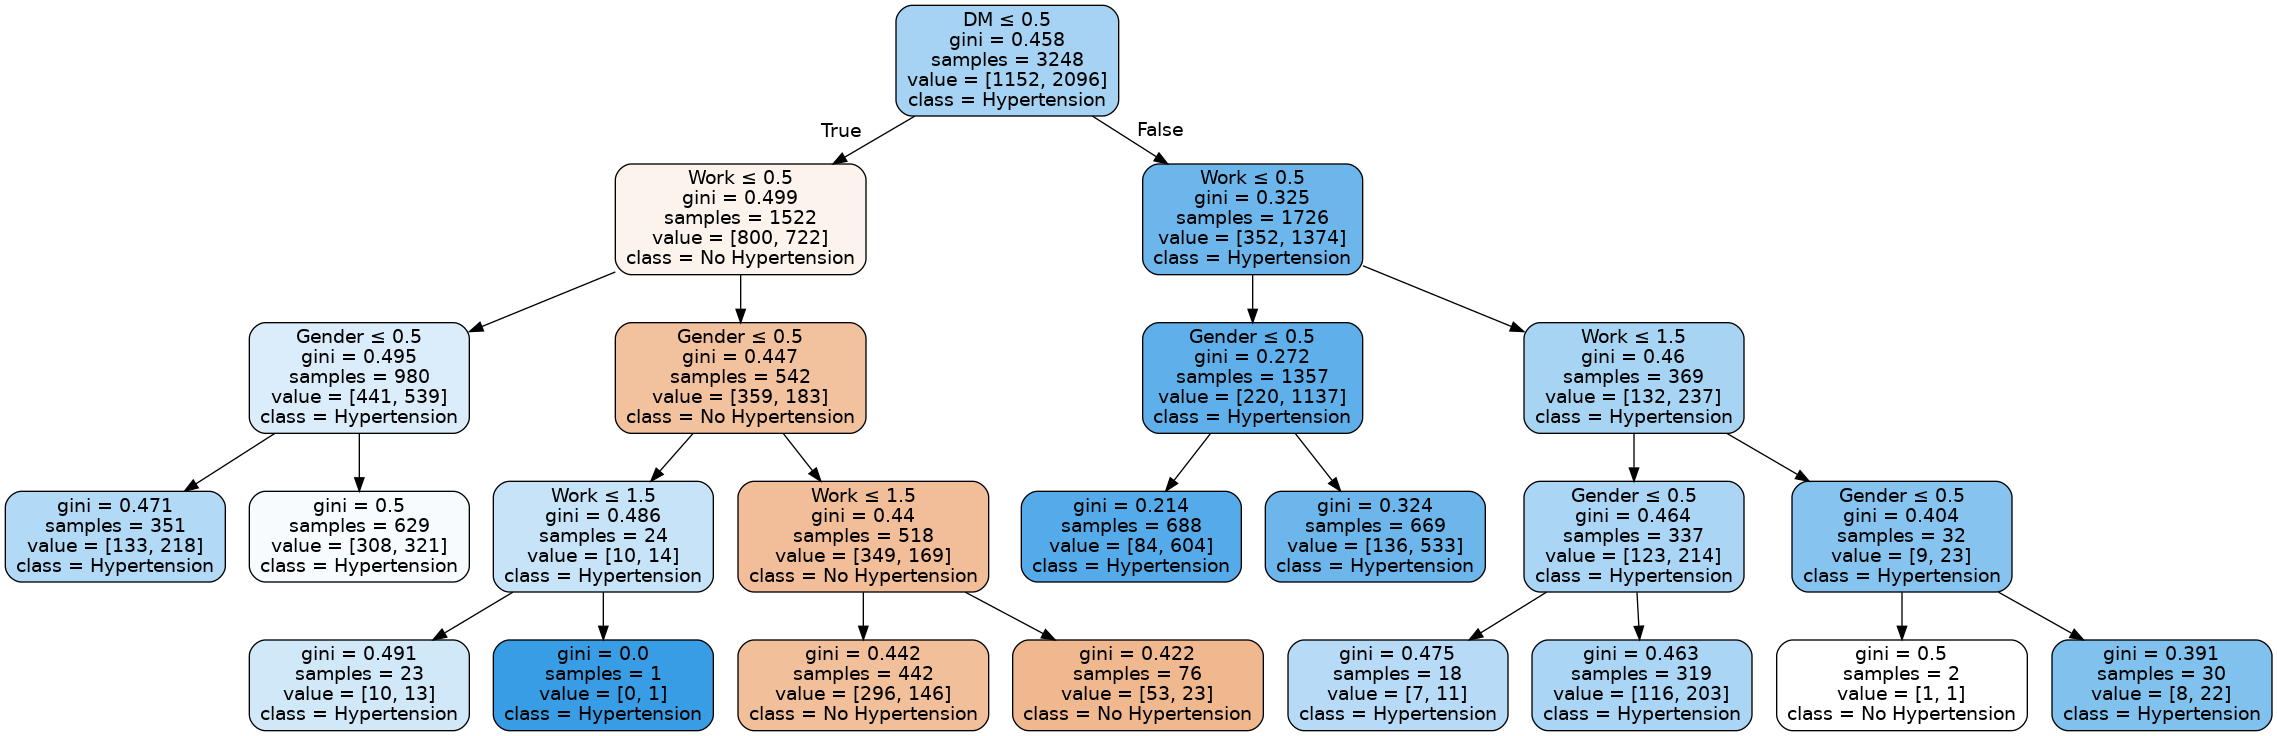 DM ≤ 0.5
gini = 0.458
samples = 3248
value = [1152, 2096]
class = Hypertension
True
False
Work ≤ 0.5
gini = 0.499
samples = 1522
value = [800, 722]
class = No Hypertension
Work ≤ 0.5
gini = 0.325
samples = 1726
value = [352, 1374]
class = Hypertension
Gender ≤ 0.5
gini = 0.495
samples = 980
value = [441, 539]
class = Hypertension
Gender ≤ 0.5
gini = 0.447
samples = 542
value = [359, 183]
class = No Hypertension
Gender ≤ 0.5
gini = 0.272
samples = 1357
value = [220, 1137]
class = Hypertension
Work ≤ 1.5
gini = 0.46
samples = 369
value = [132, 237]
class = Hypertension
gini = 0.471
samples = 351
value = [133, 218]
class = Hypertension
gini = 0.5
samples = 629
value = [308, 321]
class = Hypertension
Work ≤ 1.5
gini = 0.486
samples = 24
value = [10, 14]
class = Hypertension
Work ≤ 1.5
gini = 0.44
samples = 518
value = [349, 169]
class = No Hypertension
gini = 0.214
samples = 688
value = [84, 604]
class = Hypertension
gini = 0.324
samples = 669
value = [136, 533]
class = Hypertension
Gender ≤ 0.5
gini = 0.464
samples = 337
value = [123, 214]
class = Hypertension
Gender ≤ 0.5
gini = 0.404
samples = 32
value = [9, 23]
class = Hypertension
gini = 0.491
samples = 23
value = [10, 13]
class = Hypertension
gini = 0.0
samples = 1
value = [0, 1]
class = Hypertension
gini = 0.442
samples = 442
value = [296, 146]
class = No Hypertension
gini = 0.422
samples = 76
value = [53, 23]
class = No Hypertension
gini = 0.475
samples = 18
value = [7, 11]
class = Hypertension
gini = 0.463
samples = 319
value = [116, 203]
class = Hypertension
gini = 0.5
samples = 2
value = [1, 1]
class = No Hypertension
gini = 0.391
samples = 30
value = [8, 22]
class = Hypertension